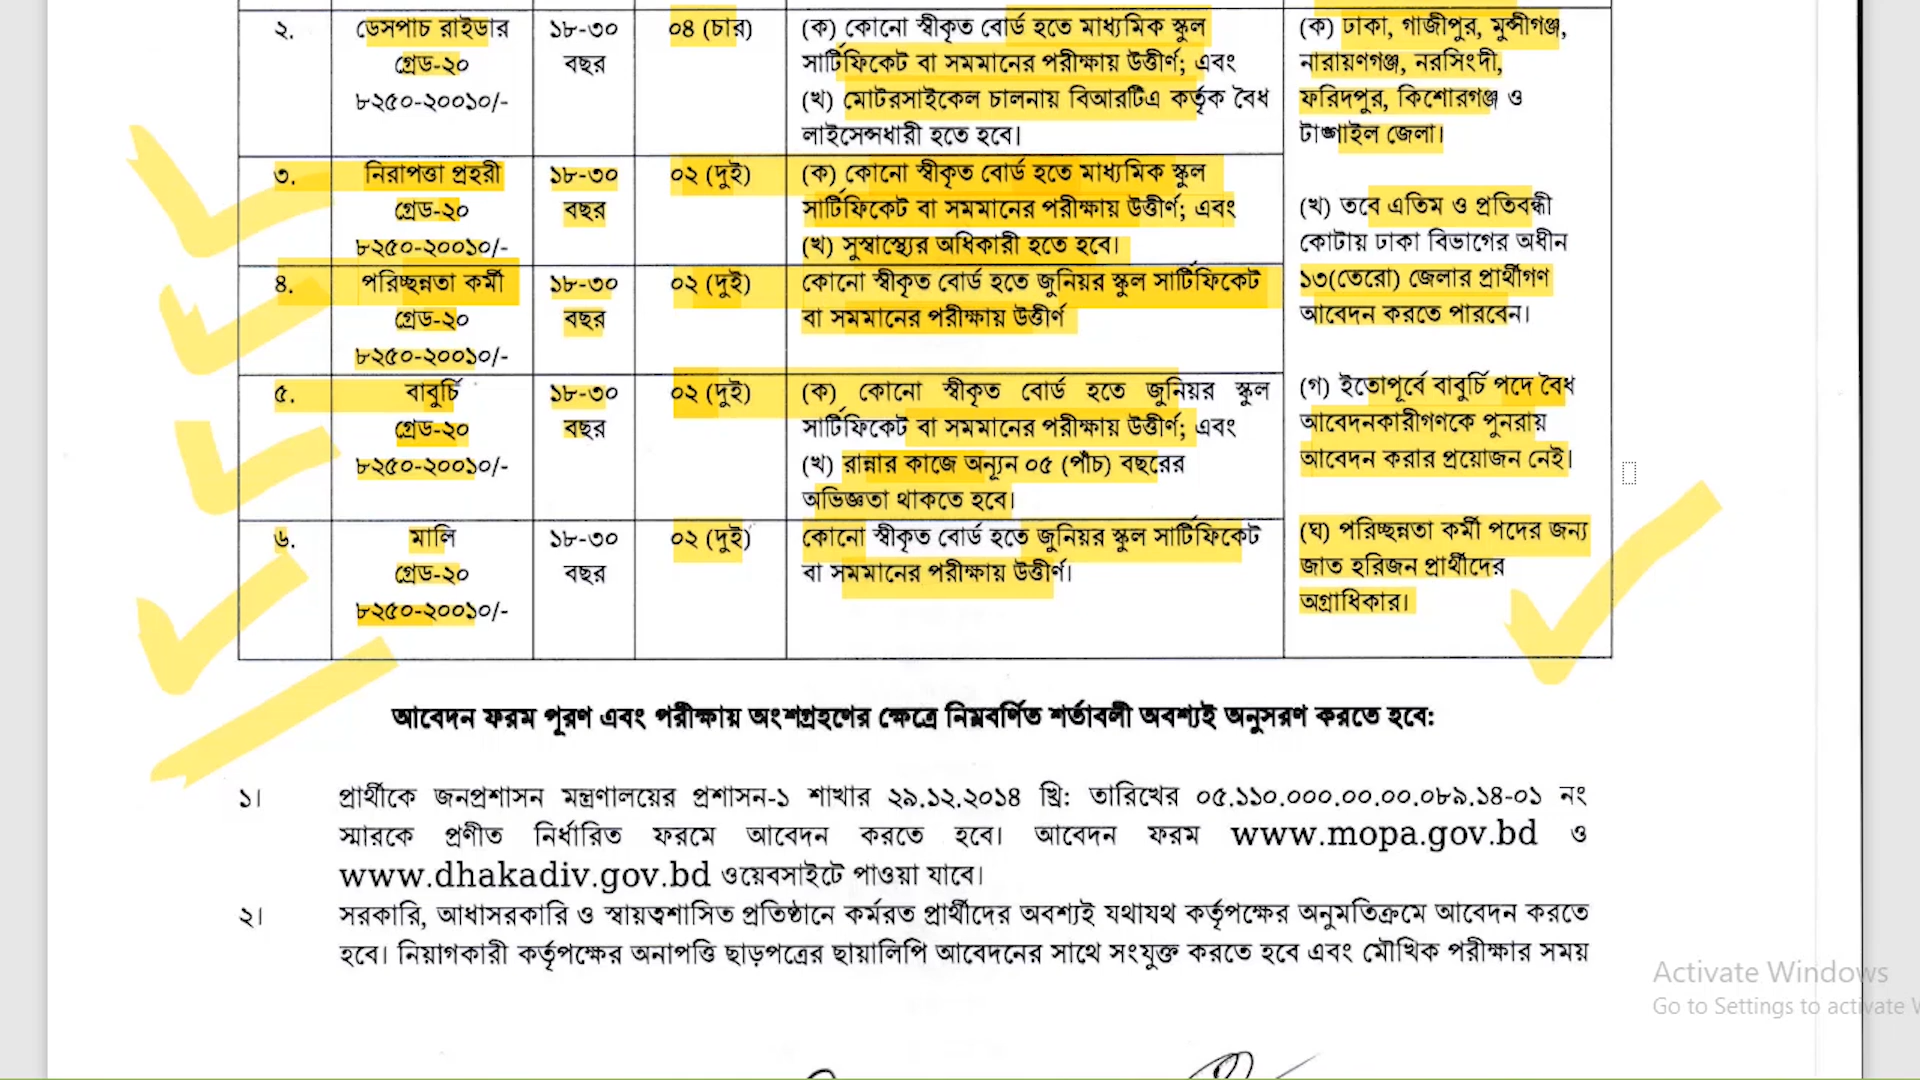 ২.
ডেসপাচ রাইডার
গ্রেড-২০
৮২৫০-২০০১০/-
১৮-৩০
বছর
০৪ (চার)
(ক) কোনো স্বীকৃত বোর্ড হতে মাধ্যমিক স্কুল
সার্টিফিকেট বা সমমানের পরীক্ষায় উত্তীর্ণ; এবং
(খ) মোটরসাইকেল চালনায় বিআরটিএ কর্তৃক বৈধ
লাইসেন্সধারী হতে হবে।
(ক) ঢাকা, গাজীপুর, মুন্সীগঞ্জ,
নারায়ণগঞ্জ, নরসিংদী,
ফরিদপুর, কিশোরগঞ্জ ও
টাঙ্গাইল জেলা।
(খ) তবে এতিম ও প্রতিবন্ধী
কোটায় ঢাকা বিভাগের অধীন
১৩(তেরো) জেলার প্রার্থীগণ
আবেদন করতে পারবেন।
(গ) ইতোপূর্বে বাবুর্চি পদে বৈধ
আবেদনকারীগণকে পুনরায়
আবেদন করার প্রয়োজন নেই।
(ঘ) পরিচ্ছন্নতা কর্মী পদের জন্য
জাত হরিজন প্রার্থীদের
অগ্রাধিকার।
৩.
নিরাপত্তা প্রহরী
গ্রেড-২০
৮২৫০-২০০১০/-
১৮-৩০
বছর
০২ (দুই)
(ক) কোনো স্বীকৃত বোর্ড হতে মাধ্যমিক স্কুল
সার্টিফিকেট বা সমমানের পরীক্ষায় উত্তীর্ণ; এবং
(খ) সুস্বাস্থ্যের অধিকারী হতে হবে।
৪.
পরিচ্ছন্নতা কর্মী
গ্রেড-২০
৮২৫০-২০০১০/-
১৮-৩০
বছর
০২ (দুই)
কোনো স্বীকৃত বোর্ড হতে জুনিয়র স্কুল সার্টিফিকেট
বা সমমানের পরীক্ষায় উত্তীর্ণ
৫.
বাবুর্চি
গ্রেড-২০
৮২৫০-২০০১০/-
১৮-৩০
বছর
০২ (দুই)
(ক) কোনো স্বীকৃত বোর্ড হতে জুনিয়র স্কুল
সার্টিফিকেট বা সমমানের পরীক্ষায় উত্তীর্ণ; এবং
(খ) রান্নার কাজে অন্যূন ০৫ (পাঁচ) বছরের
অভিজ্ঞতা থাকতে হবে।
৬.
মালি
গ্রেড-২০
৮২৫০-২০০১০/-
১৮-৩০
বছর
০২ (দুই)
কোনো স্বীকৃত বোর্ড হতে জুনিয়র স্কুল সার্টিফিকেট
বা সমমানের পরীক্ষায় উত্তীর্ণ।
আবেদন ফরম পূরণ এবং পরীক্ষায় অংশগ্রহণের ক্ষেত্রে নিম্নবর্ণিত শর্তাবলী অবশ্যই অনুসরণ করতে হবে:
১। প্রার্থীকে জনপ্রশাসন মন্ত্রণালয়ের প্রশাসন-১ শাখার ২৯.১২.২০১৪ খ্রি: তারিখের ০৫.১১০.০০০.০০.০০.০৮৯.১৪-০১ নং
স্মারকে প্রণীত নির্ধারিত ফরমে আবেদন করতে হবে। আবেদন ফরম www.mopa.gov.bd ও
www.dhakadiv.gov.bd ওয়েবসাইটে পাওয়া যাবে।
২। সরকারি, আধাসরকারি ও স্বায়ত্বশাসিত প্রতিষ্ঠানে কর্মরত প্রার্থীদের অবশ্যই যথাযথ কর্তৃপক্ষের অনুমতিক্রমে আবেদন করতে
হবে। নিয়াগকারী কর্তৃপক্ষের অনাপত্তি ছাড়পত্রের ছায়ালিপি আবেদনের সাথে সংযুক্ত করতে হবে এবং মৌখিক পরীক্ষার সময়
Activate Windows
Go to Settings to activate W